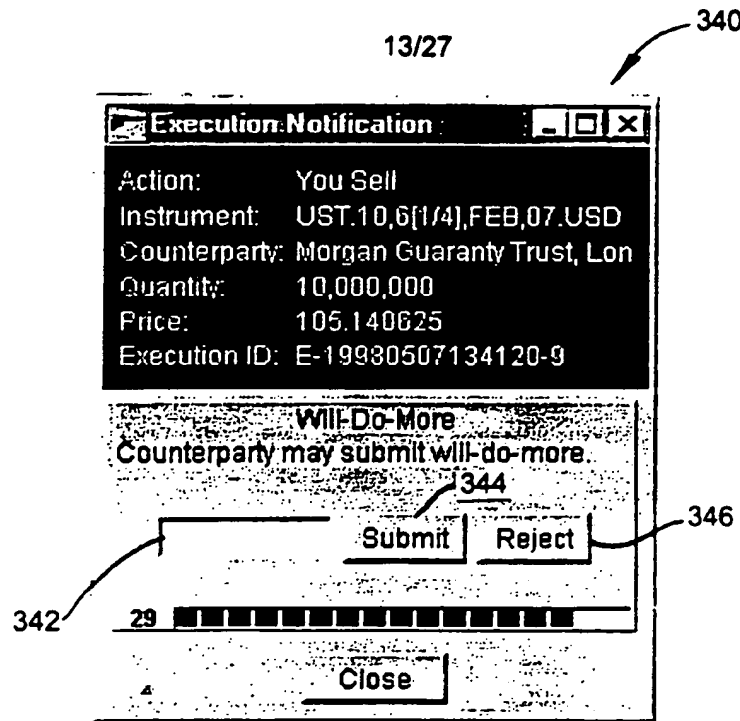 340
13/27
Execution Notification
Action: You Sell
Instrument: UST.10,6[1/4],FEB,07.USD
Counterparty: Morgan Guaranty Trust, Lon
Quantity: 10,000,000
Price: 105.140625
Execution ID: E-19980507134120-9
Will-Do-More
Counterparty may submit will-do-more.
344
Submit Reject 346
342 29
Close